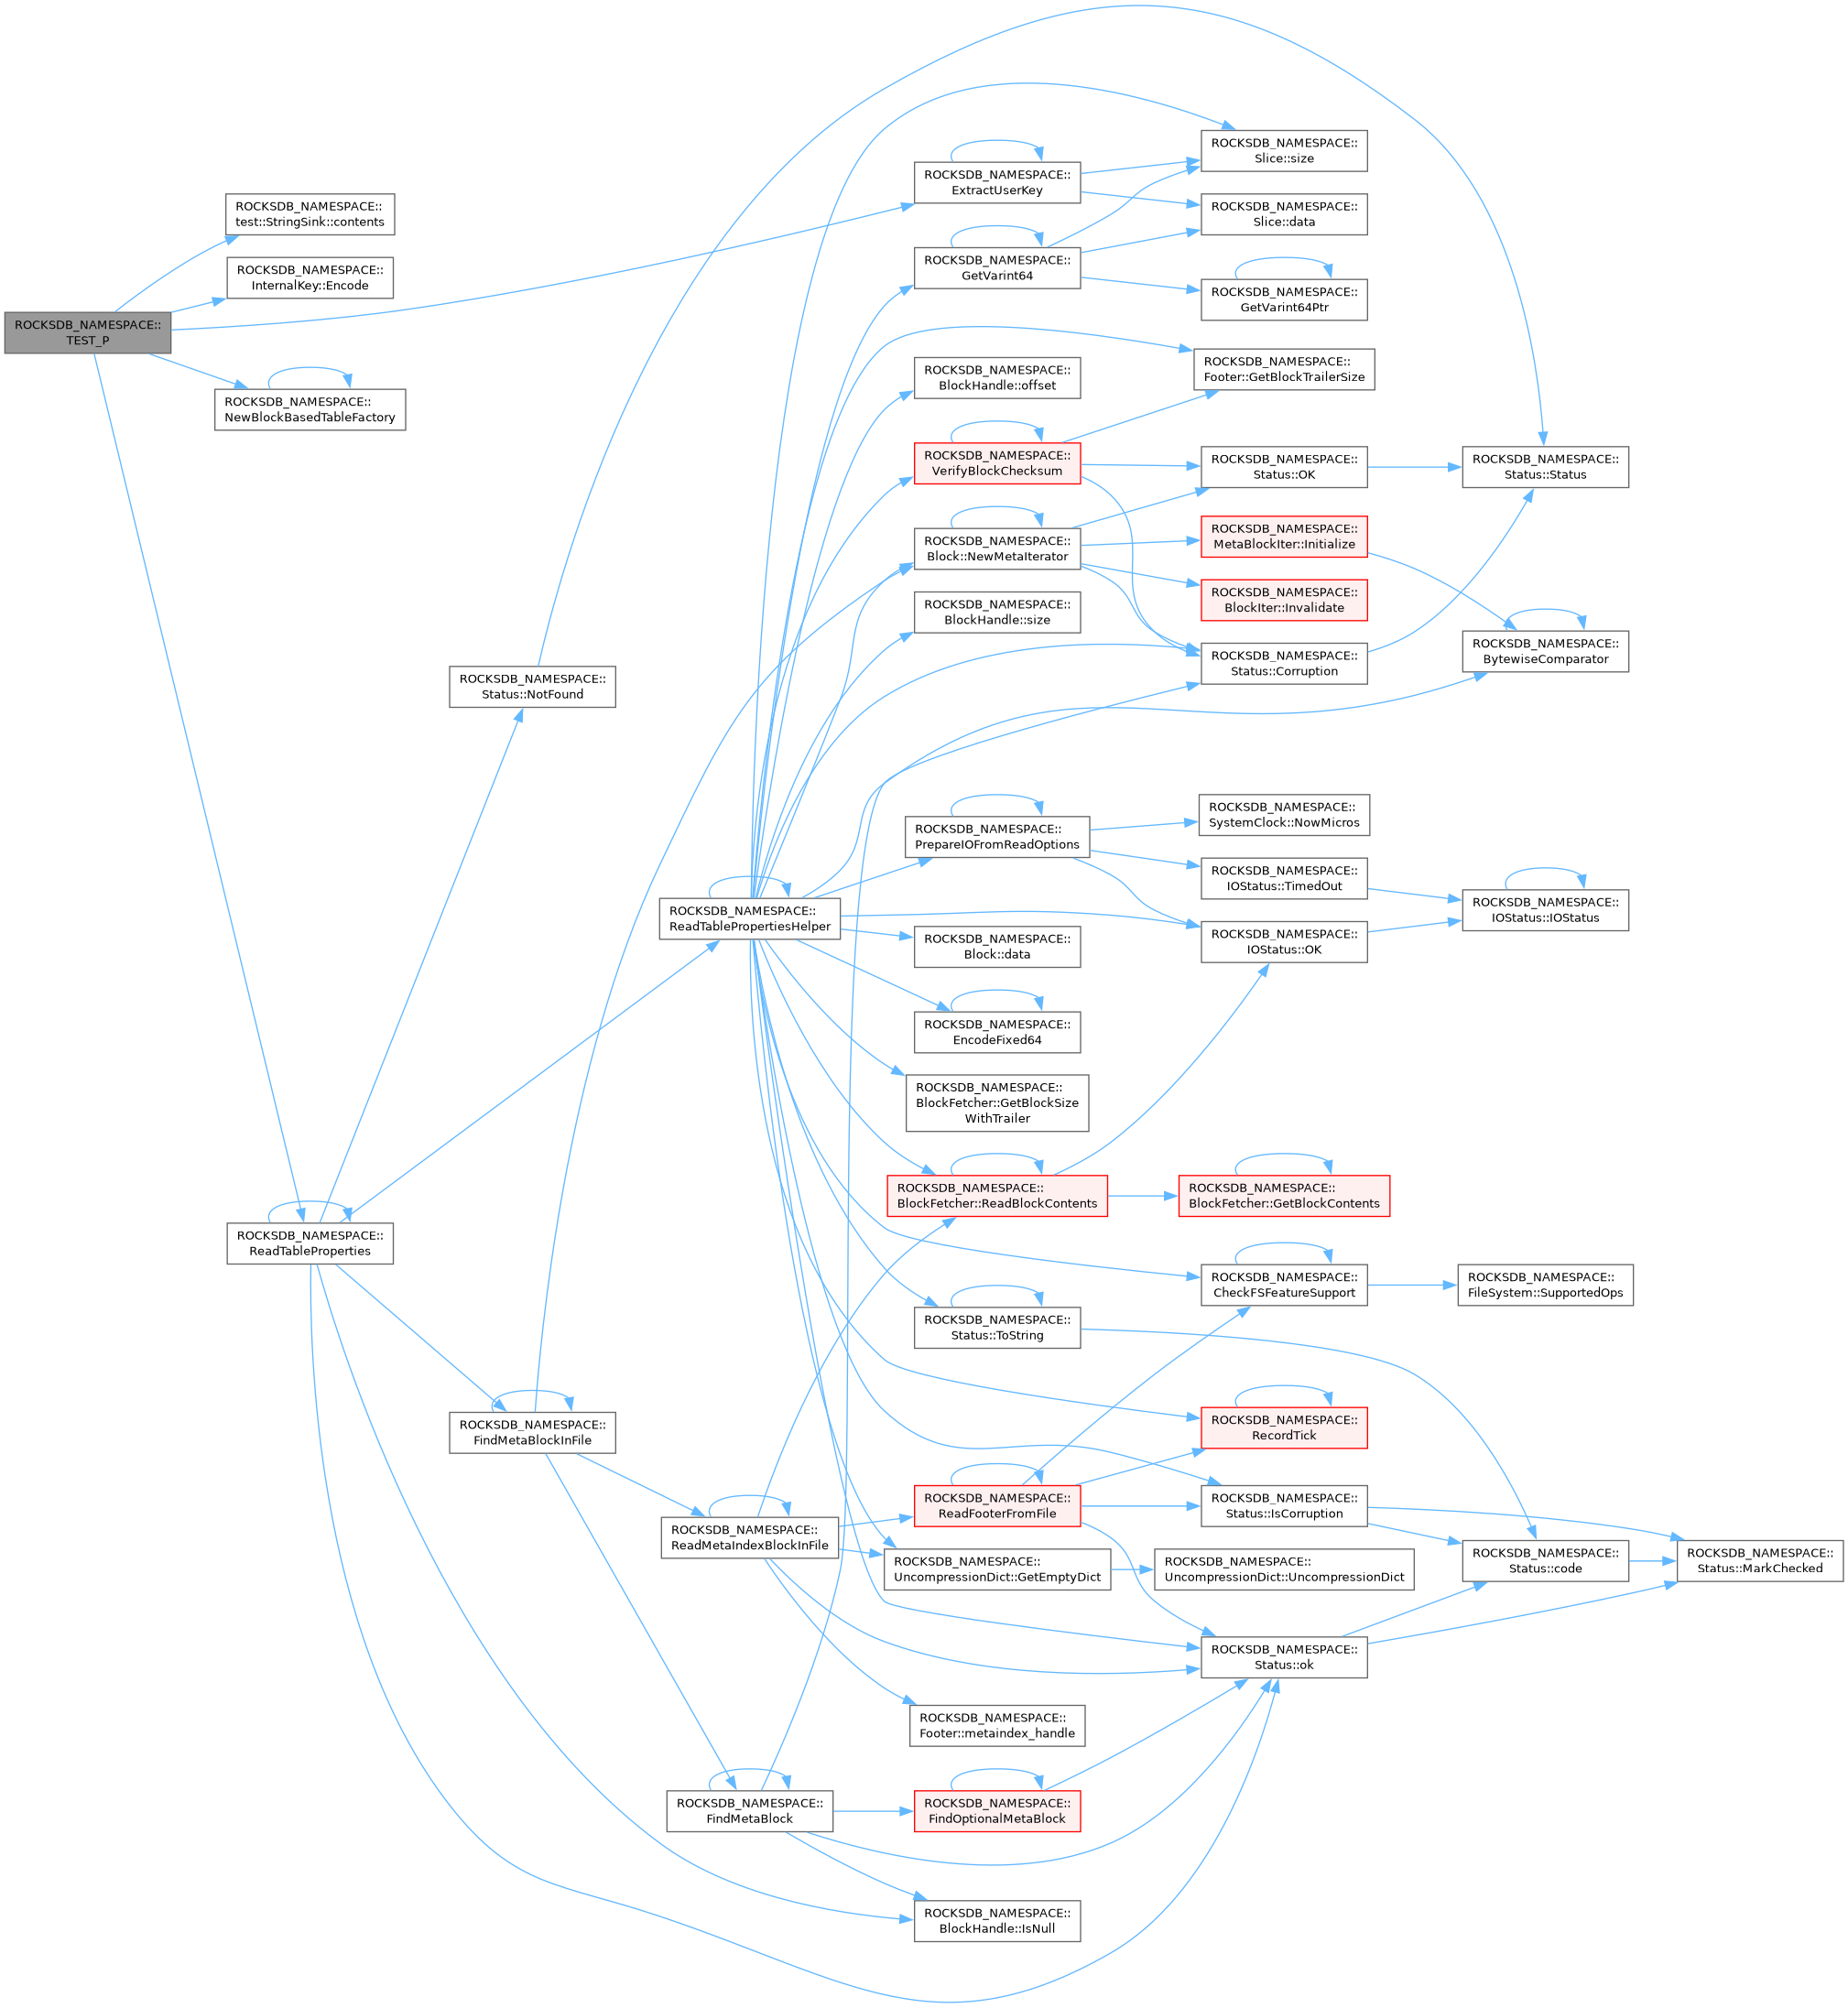 ROCKSDB_NAMESPACE::
TEST_P
ROCKSDB_NAMESPACE::
test::StringSink::contents
ROCKSDB_NAMESPACE::
InternalKey::Encode
ROCKSDB_NAMESPACE::
NewBlockBasedTableFactory
ROCKSDB_NAMESPACE::
ReadTableProperties
ROCKSDB_NAMESPACE::
Status::NotFound
ROCKSDB_NAMESPACE::
FindMetaBlockInFile
ROCKSDB_NAMESPACE::
ReadTablePropertiesHelper
ROCKSDB_NAMESPACE::
ReadMetaIndexBlockInFile
ROCKSDB_NAMESPACE::
FindMetaBlock
ROCKSDB_NAMESPACE::
ExtractUserKey
ROCKSDB_NAMESPACE::
GetVarint64
ROCKSDB_NAMESPACE::
BlockHandle::offset
ROCKSDB_NAMESPACE::
VerifyBlockChecksum
ROCKSDB_NAMESPACE::
Block::NewMetaIterator
ROCKSDB_NAMESPACE::
BlockHandle::size
ROCKSDB_NAMESPACE::
PrepareIOFromReadOptions
ROCKSDB_NAMESPACE::
Block::data
ROCKSDB_NAMESPACE::
EncodeFixed64
ROCKSDB_NAMESPACE::
BlockFetcher::GetBlockSize
WithTrailer
ROCKSDB_NAMESPACE::
BlockFetcher::ReadBlockContents
ROCKSDB_NAMESPACE::
Status::ToString
ROCKSDB_NAMESPACE::
ReadFooterFromFile
ROCKSDB_NAMESPACE::
UncompressionDict::GetEmptyDict
ROCKSDB_NAMESPACE::
Footer::metaindex_handle
ROCKSDB_NAMESPACE::
FindOptionalMetaBlock
ROCKSDB_NAMESPACE::
BlockHandle::IsNull
ROCKSDB_NAMESPACE::
Slice::size
ROCKSDB_NAMESPACE::
Slice::data
ROCKSDB_NAMESPACE::
GetVarint64Ptr
ROCKSDB_NAMESPACE::
Footer::GetBlockTrailerSize
ROCKSDB_NAMESPACE::
Status::OK
ROCKSDB_NAMESPACE::
MetaBlockIter::Initialize
ROCKSDB_NAMESPACE::
BlockIter::Invalidate
ROCKSDB_NAMESPACE::
Status::Corruption
ROCKSDB_NAMESPACE::
SystemClock::NowMicros
ROCKSDB_NAMESPACE::
IOStatus::TimedOut
ROCKSDB_NAMESPACE::
IOStatus::OK
ROCKSDB_NAMESPACE::
BlockFetcher::GetBlockContents
ROCKSDB_NAMESPACE::
CheckFSFeatureSupport
ROCKSDB_NAMESPACE::
RecordTick
ROCKSDB_NAMESPACE::
Status::IsCorruption
ROCKSDB_NAMESPACE::
UncompressionDict::UncompressionDict
ROCKSDB_NAMESPACE::
Status::ok
ROCKSDB_NAMESPACE::
Status::Status
ROCKSDB_NAMESPACE::
BytewiseComparator
ROCKSDB_NAMESPACE::
IOStatus::IOStatus
ROCKSDB_NAMESPACE::
FileSystem::SupportedOps
ROCKSDB_NAMESPACE::
Status::code
ROCKSDB_NAMESPACE::
Status::MarkChecked